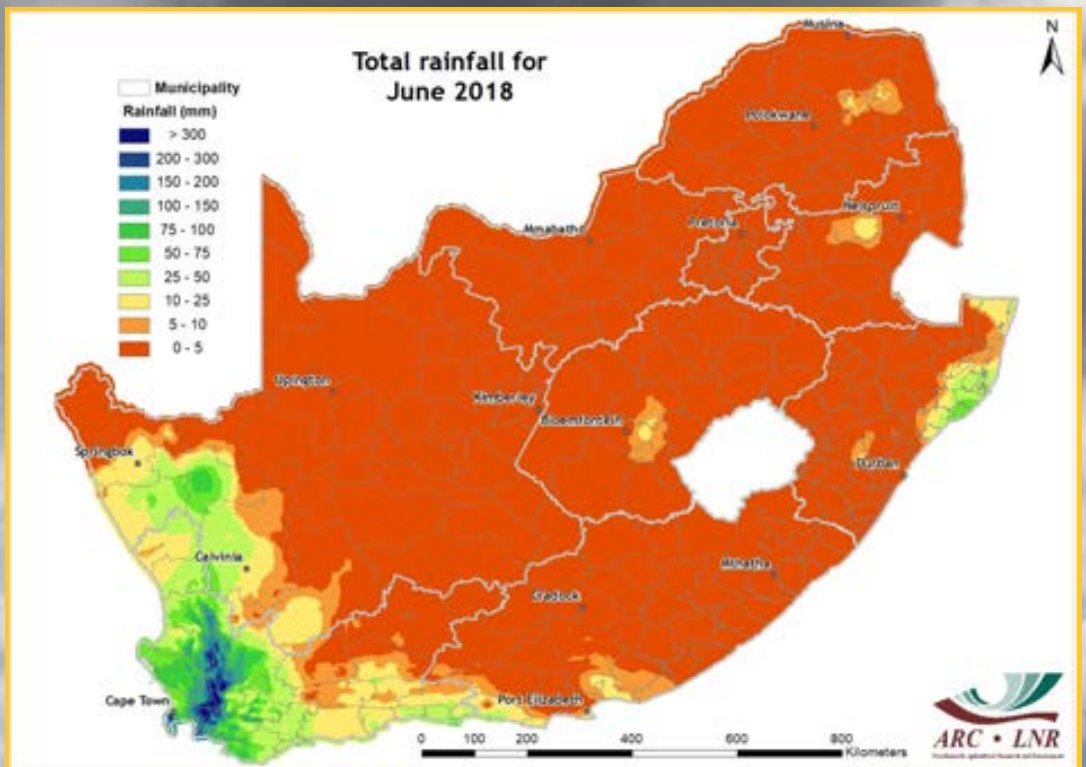 Total rainfall for
June 2018
N
Municipality
Rainfall (mm)
> 300
200 - 300
150 - 200
100 - 150
75 - 100
50 - 75
25 - 50
10 - 25
5 - 10
0 - 5
Musina
Polokwane
Nelspruit
Pretoria
Mmabatho
Upington
Kimberley
Bloemfontein
Springbok
Durban
Calvinia
Mthatha
Cradock
Cape Town
Port Elizabeth
0 100 200 400 600 800
Kilometers
ARC • LNR